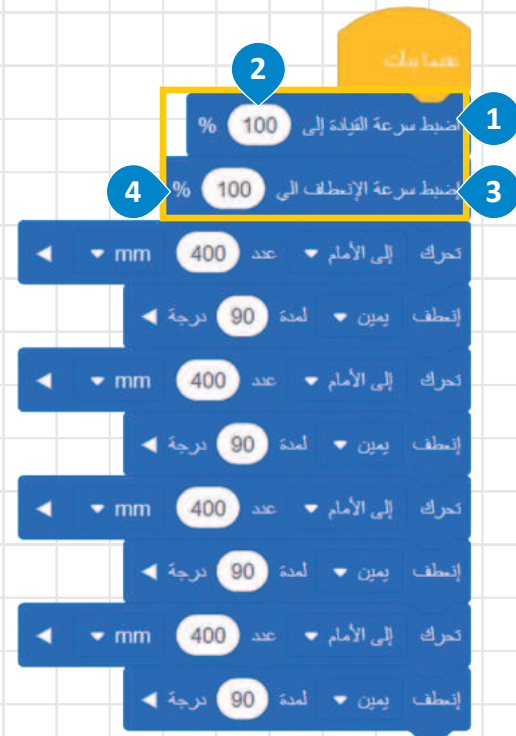 عندما يبدأ
2
اضبط سرعة القيادة إلى 100 %
1
إضبط سرعة الإنعطاف الى 100 %
3
4
تحرك إلى الأمام عدد 400 mm
إنعطف يمين لمدة 90 درجة
تحرك إلى الأمام عدد 400 mm
إنعطف يمين لمدة 90 درجة
تحرك إلى الأمام عدد 400 mm
إنعطف يمين لمدة 90 درجة
تحرك إلى الأمام عدد 400 mm
إنعطف يمين لمدة 90 درجة